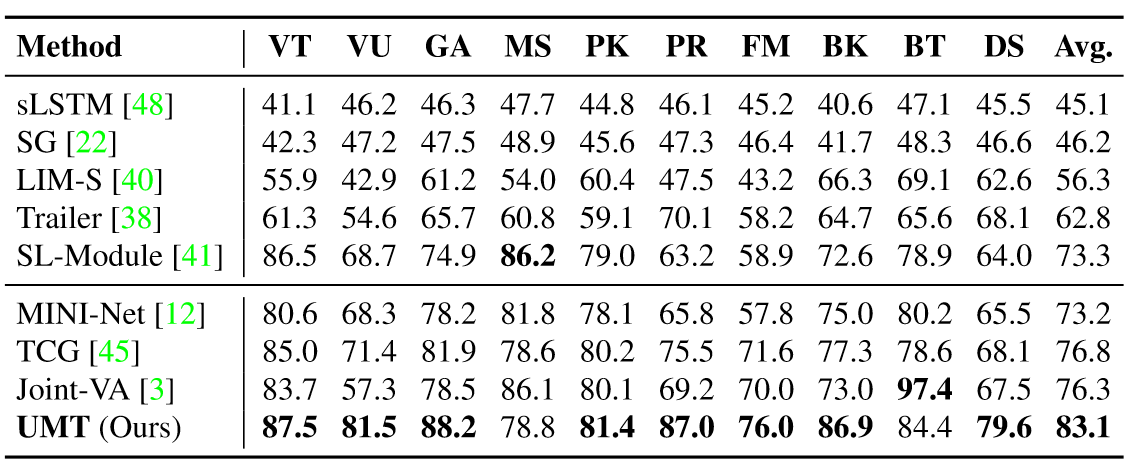 Method VT VU GA MS PK PR FM BK BT DS Avg.
sLSTM [48] 41.1 46.2 46.3 47.7 44.8 46.1 45.2 40.6 47.1 45.5 45.1
SG [22] 42.3 47.2 47.5 48.9 45.6 47.3 46.4 41.7 48.3 46.6 46.2
LIM-S [40] 55.9 42.9 61.2 54.0 60.4 47.5 43.2 66.3 69.1 62.6 56.3
Trailer [38] 61.3 54.6 65.7 60.8 59.1 70.1 58.2 64.7 65.6 68.1 62.8
SL-Module [41] 86.5 68.7 74.9 86.2 79.0 63.2 58.9 72.6 78.9 64.0 73.3
MINI-Net [12] 80.6 68.3 78.2 81.8 78.1 65.8 57.8 75.0 80.2 65.5 73.2
TCG [45] 85.0 71.4 81.9 78.6 80.2 75.5 71.6 77.3 78.6 68.1 76.8
Joint-VA [3] 83.7 57.3 78.5 86.1 80.1 69.2 70.0 73.0 97.4 67.5 76.3
UMT (Ours) 87.5 81.5 88.2 78.8 81.4 87.0 76.0 86.9 84.4 79.6 83.1